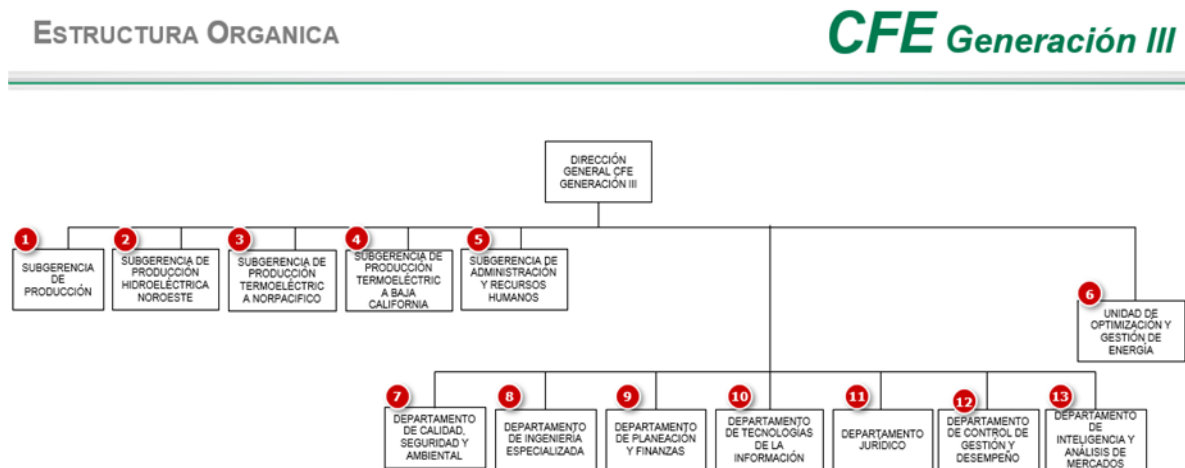 ESTRUCTURA ORGANICA
CFE Generación III
DIRECCIÓN
GENERAL CFE
GENERACIÓN III
1
SUBGERENCIA
DE
PRODUCCIÓN
2
SUBGERENCIA DE
PRODUCCIÓN
HIDROELÉCTRICA
NOROESTE
3
SUBGERENCIA DE
PRODUCCIÓN
TERMOELÉCTRIC
A NORPACIFICO
4
SUBGERENCIA DE
PRODUCCIÓN
TERMOELÉCTRIC
A BAJA
CALIFORNIA
5
SUBGERENCIA DE
ADMINISTRACIÓN
Y RECURSOS
HUMANOS
6
UNIDAD DE
OPTIMIZACIÓN Y
GESTIÓN DE
ENERGÍA
7
DEPARTAMENTO
DE CALIDAD,
SEGURIDAD Y
AMBIENTAL
8
DEPARTAMENTO
DE INGENIERÍA
ESPECIALIZADA
9
DEPARTAMENTO
DE PLANEACIÓN
Y FINANZAS
10
DEPARTAMENTO
DE TECNOLOGÍAS
DE LA
INFORMACIÓN
11
DEPARTAMENTO
JURIDICO
12
DEPARTAMENTO
DE CONTROL DE
GESTIÓN Y
DESEMPEÑO
13
DEPARTAMENTO
DE
INTELIGENCIA Y
ANÁLISIS DE
MERCADOS